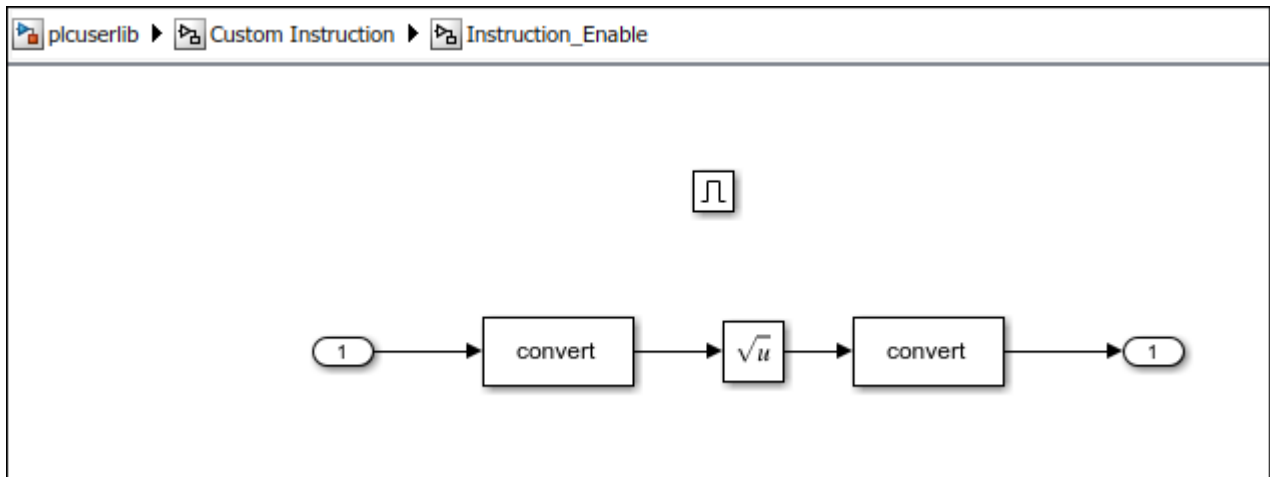 plcuserlib ▶ Custom Instruction ▶ Instruction_Enable
1 convert √u convert 1